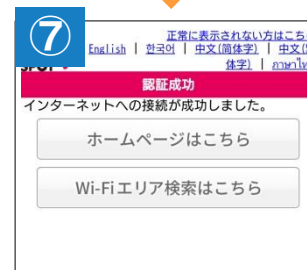 ⑦
正常に表示されない方はこち
English | 한국어 | 中文(簡体字) | 中文(
体字) | ภาษาไท
SPOT
認証成功
インターネットへの接続が成功しました。
ホームページはこちら
Wi-Fiエリア検索はこちら